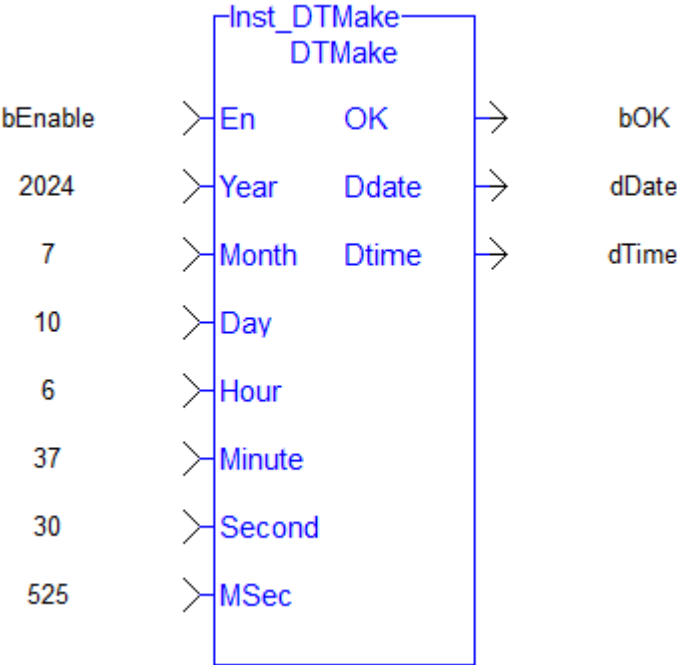 Inst_DTMake
DTMake
bEnable En OK bOK
2024 Year Ddate dDate
7 Month Dtime dTime
10 Day
6 Hour
37 Minute
30 Second
525 MSec